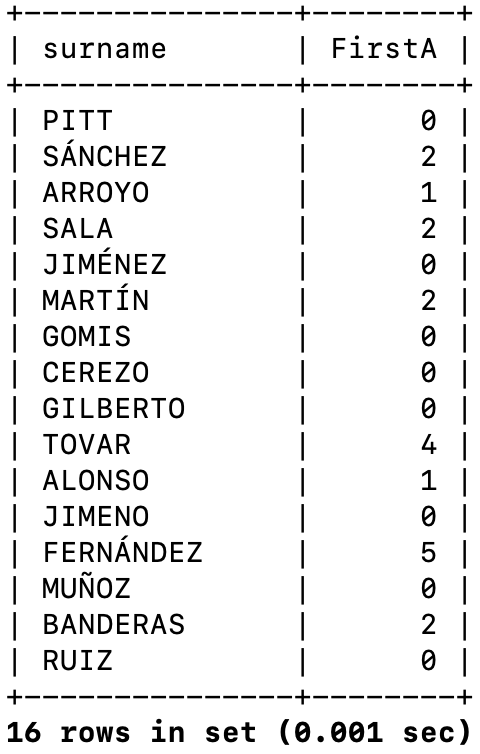 +----------------+---------+
| surname | FirstA |
+----------------+---------+
| PITT | 0 |
| SÁNCHEZ | 2 |
| ARROYO | 1 |
| SALA | 2 |
| JIMÉNEZ | 0 |
| MARTÍN | 2 |
| GOMIS | 0 |
| CEREZO | 0 |
| GILBERTO | 0 |
| TOVAR | 4 |
| ALONSO | 1 |
| JIMENO | 0 |
| FERNÁNDEZ | 5 |
| MUÑOZ | 0 |
| BANDERAS | 2 |
| RUIZ | 0 |
+----------------+---------+
16 rows in set (0.001 sec)